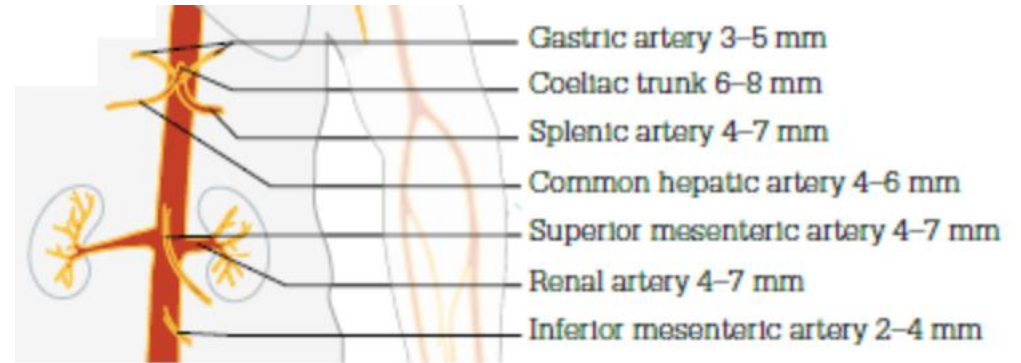 Gastric artery 3–5 mm
Coeliac trunk 6–8 mm
Splenic artery 4–7 mm
Common hepatic artery 4–6 mm
Superior mesenteric artery 4–7 mm
Renal artery 4–7 mm
Inferior mesenteric artery 2–4 mm